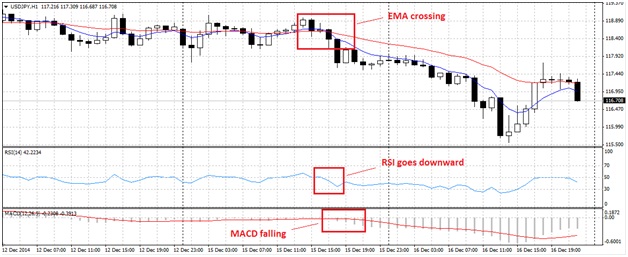 USDJPY,H1 117.216 117.309 116.687 116.708
EMA crossing
119.370
118.890
118.400
117.920
117.440
116.950
116.708
116.470
115.990
115.500
RSI(14) 42.2234
RSI goes downward
100
70
50
30
0
MACD(12,26,9) -0.2308 -0.3913
MACD falling
0.1872
0.00
-0.6001
12 Dec 2014
12 Dec 07:00
12 Dec 11:00
12 Dec 15:00
12 Dec 19:00
12 Dec 23:00
15 Dec 03:00
15 Dec 07:00
15 Dec 11:00
15 Dec 15:00
15 Dec 19:00
15 Dec 23:00
16 Dec 03:00
16 Dec 07:00
16 Dec 11:00
16 Dec 15:00
16 Dec 19:00